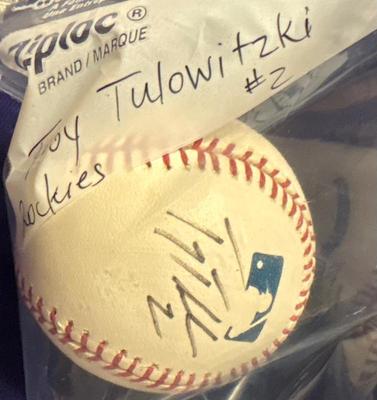 Ziploc®
BRAND/MARQUE
Troy Tulowitzki
#2
Rockies